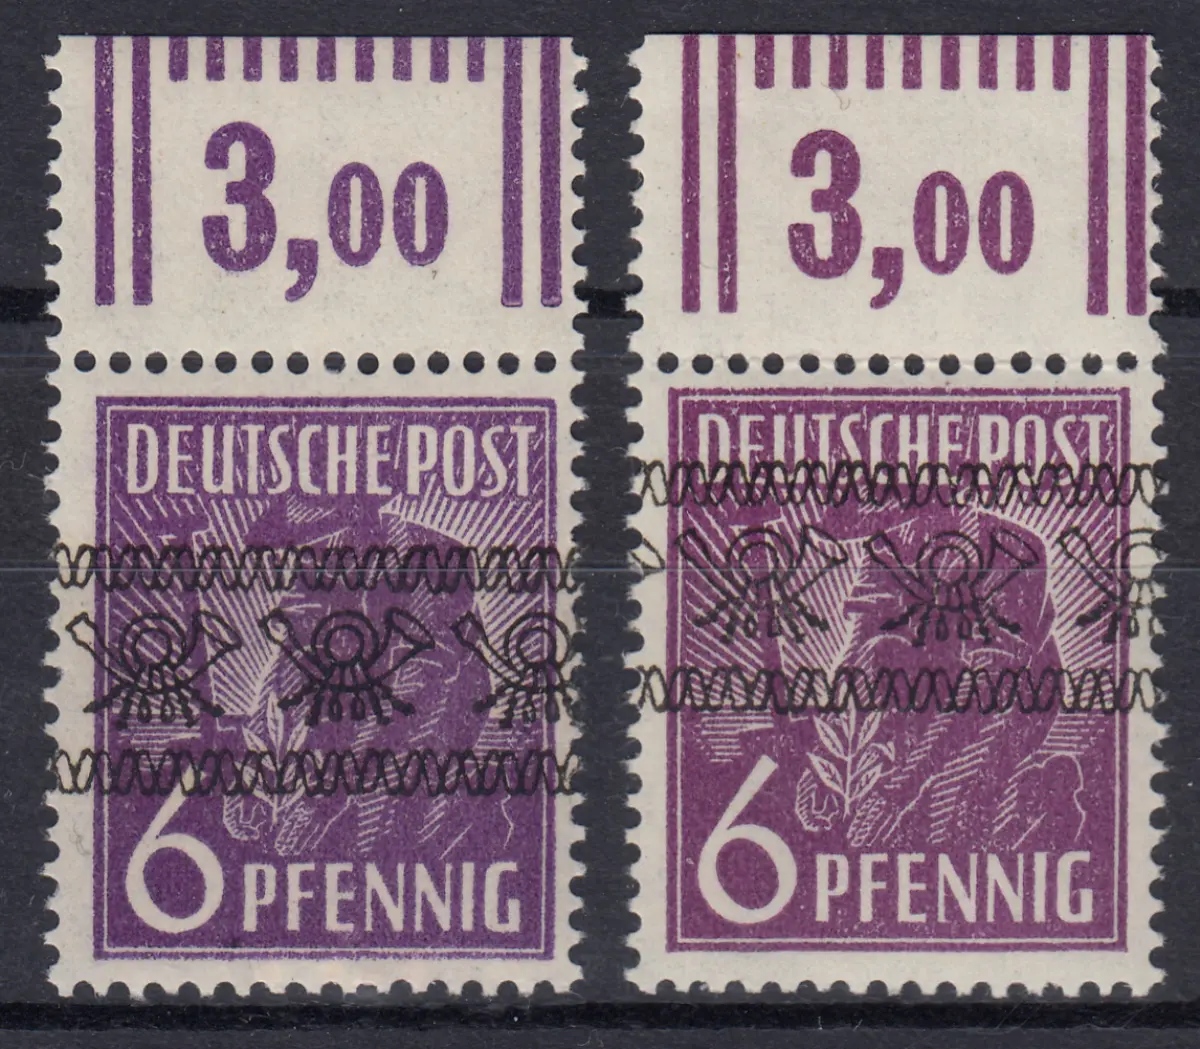 3,00
DEUTSCHE POST
6 PFENNIG
3,00
DEUTSCHE POST
6 PFENNIG